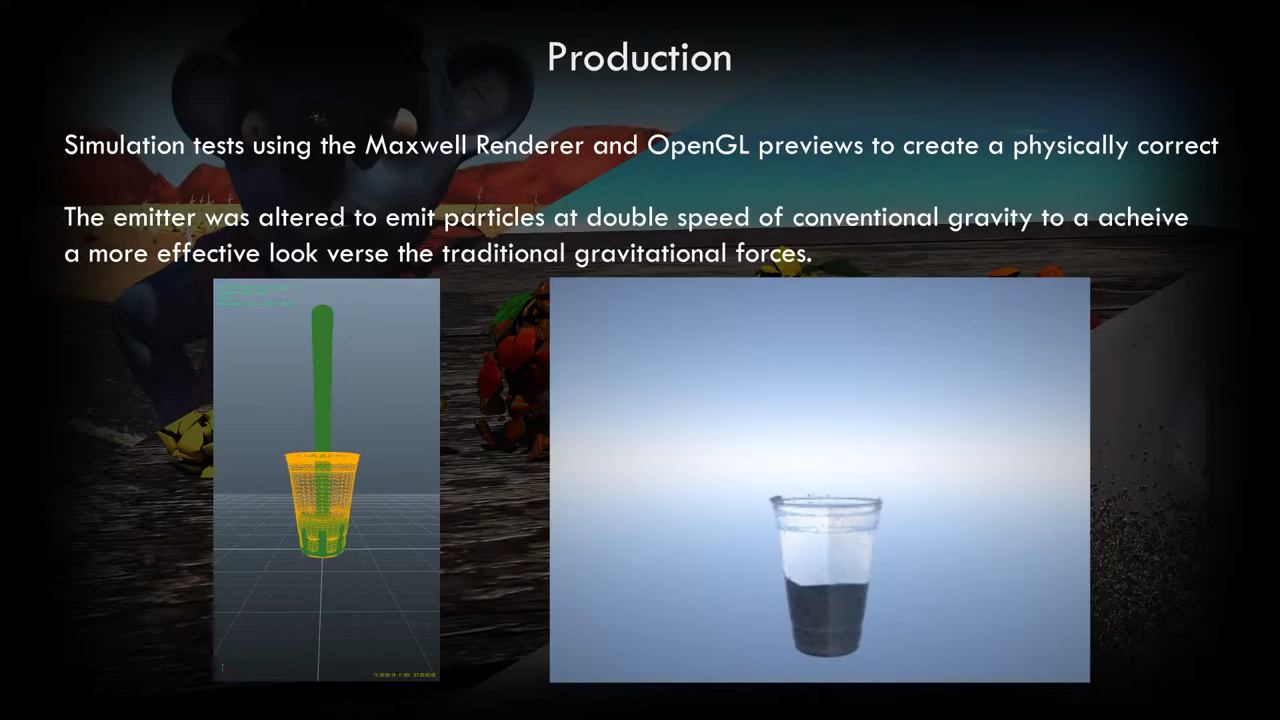 Production
Simulation tests using the Maxwell Renderer and OpenGL previews to create a physically correct
The emitter was altered to emit particles at double speed of conventional gravity to a acheive
a more effective look verse the traditional gravitational forces.